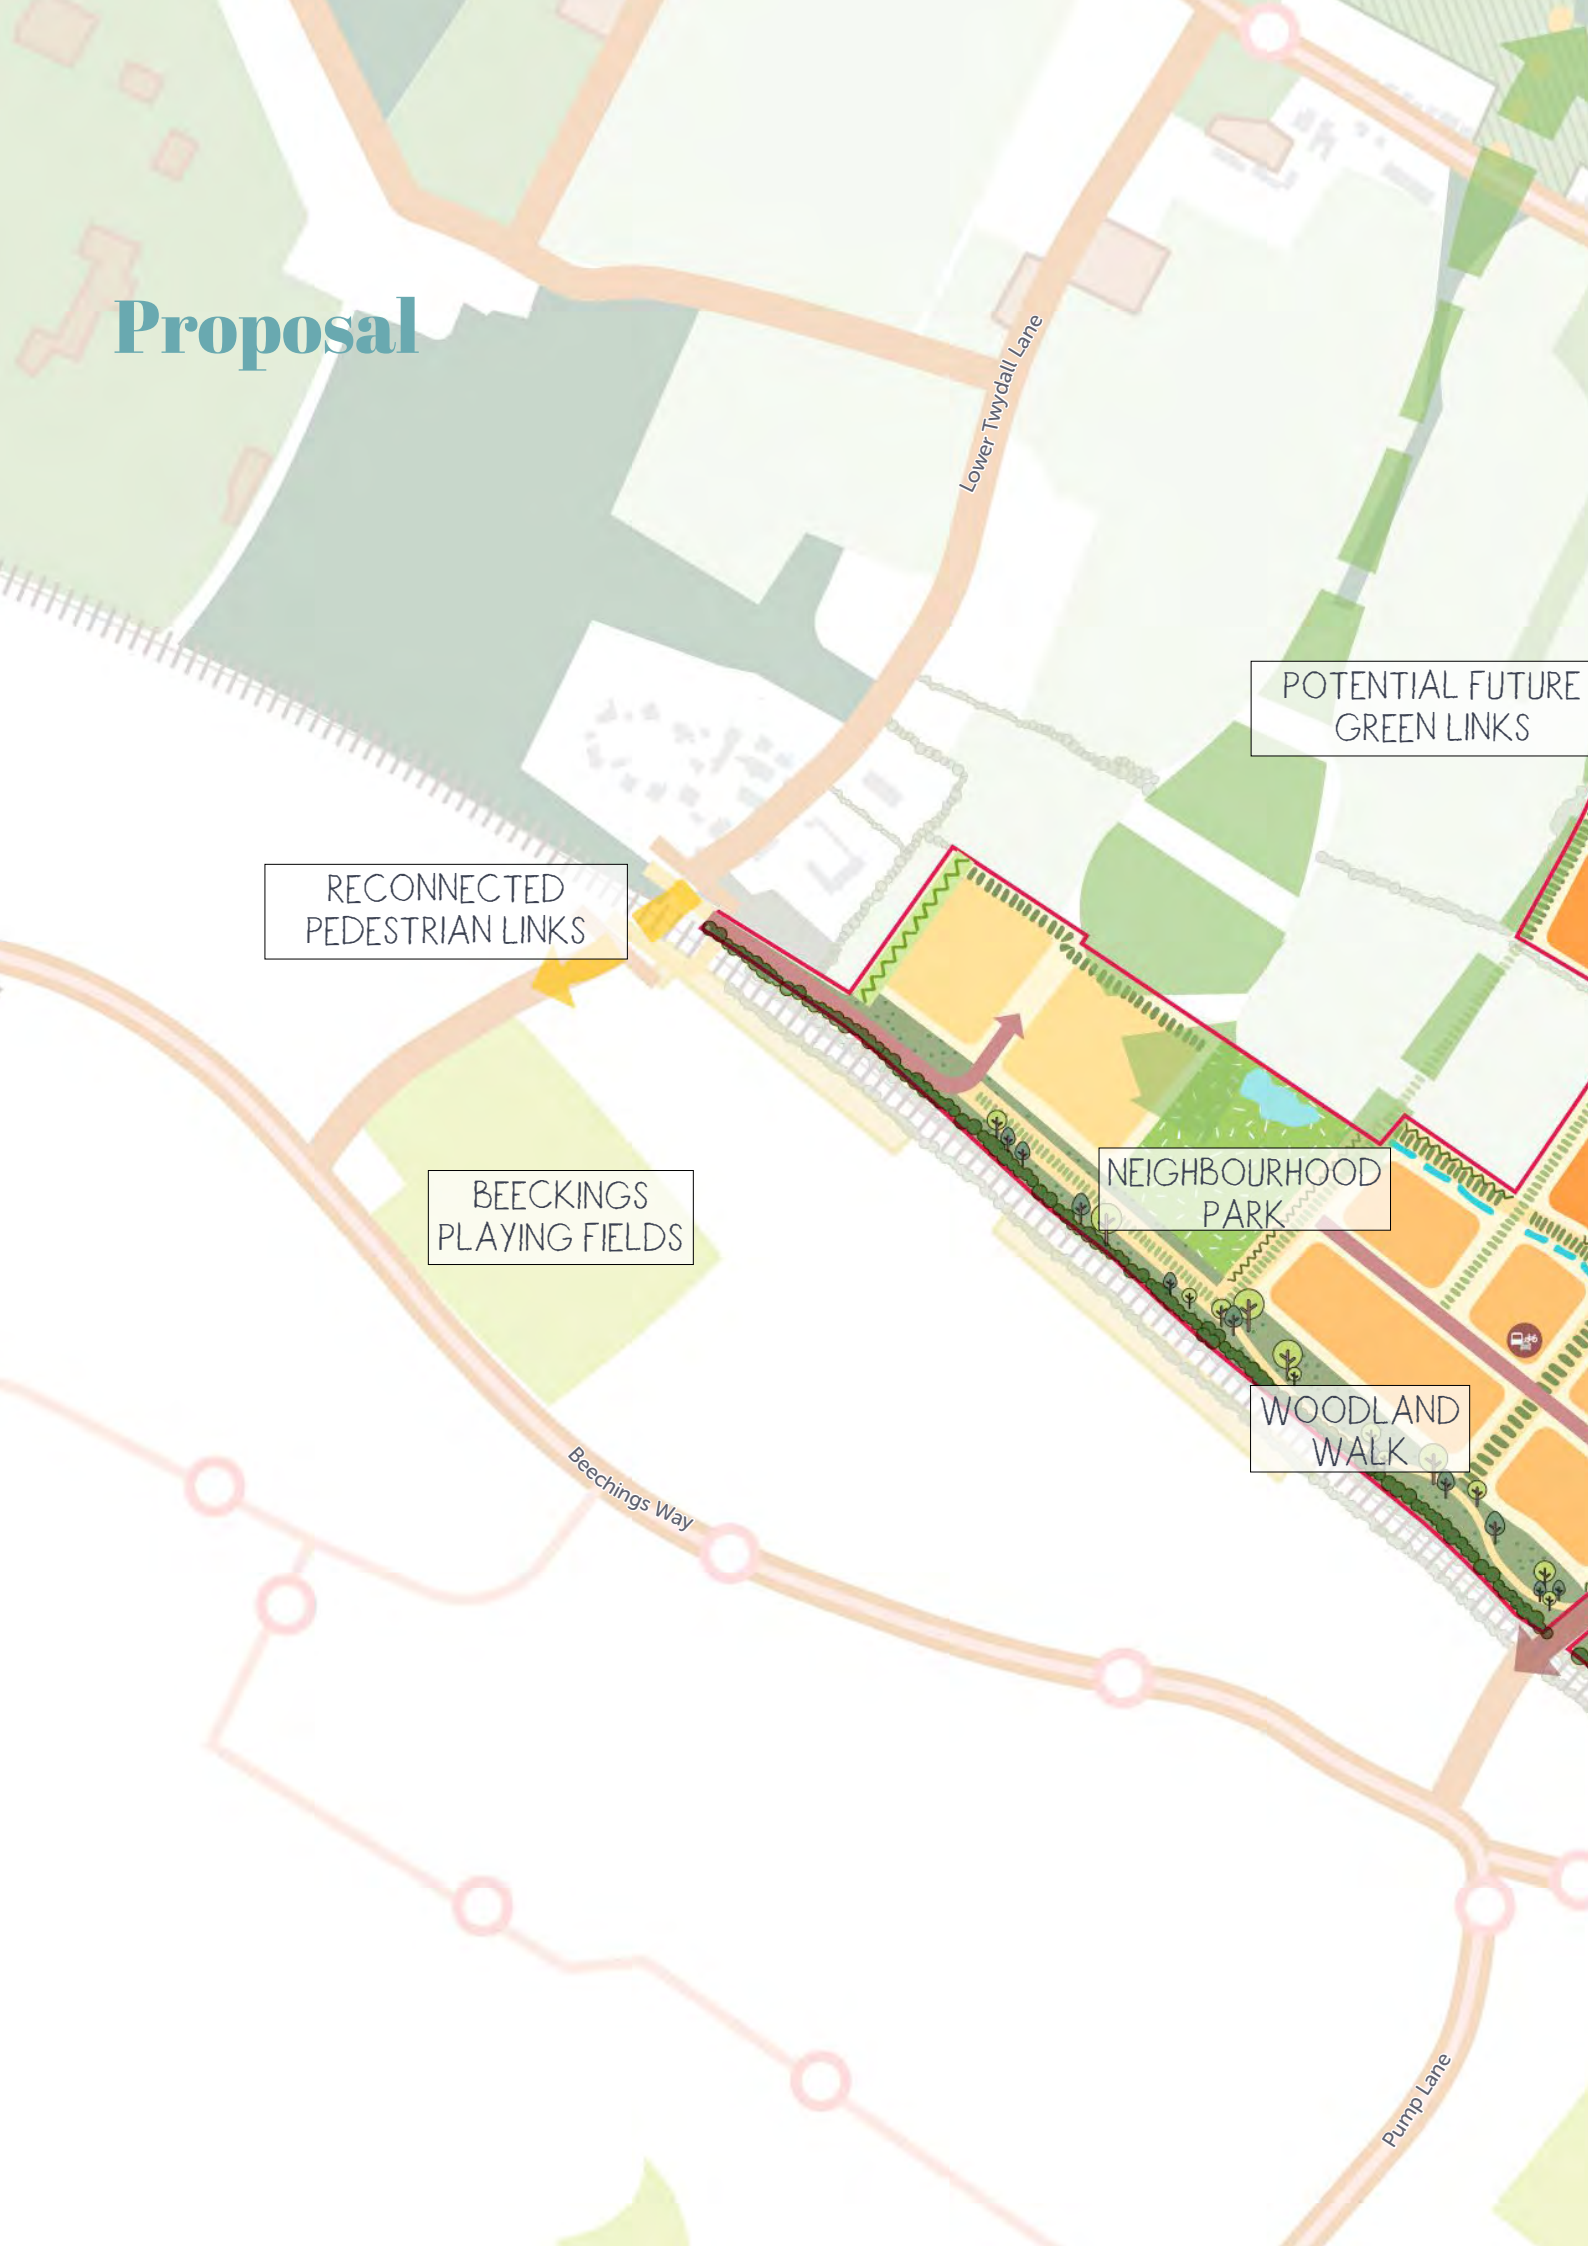 Proposal
Lower Twydall Lane
POTENTIAL FUTURE
GREEN LINKS
RECONNECTED
PEDESTRIAN LINKS
NEIGHBOURHOOD
PARK
BEECKINGS
PLAYING FIELDS
WOODLAND
WALK
Beechings Way
Pump Lane